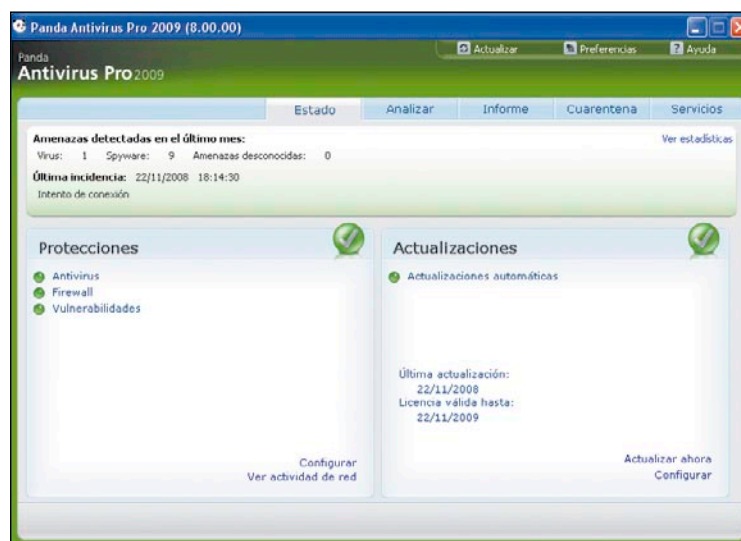 Panda Antivirus Pro 2009 (8.00.00)
Actualizar Preferencias Ayuda
Panda
Antivirus Pro 2009
Estado Analizar Informe Cuarentena Servicios
Amenazas detectadas en el último mes: Ver estadísticas
Virus: 1 Spyware: 9 Amenazas desconocidas: 0
Última incidencia: 22/11/2008 18:14:30
Intento de conexión
Protecciones
Antivirus
Firewall
Vulnerabilidades
Configurar
Ver actividad de red
Actualizaciones
Actualizaciones automáticas
Última actualización:
22/11/2008
Licencia válida hasta:
22/11/2009
Actualizar ahora
Configurar